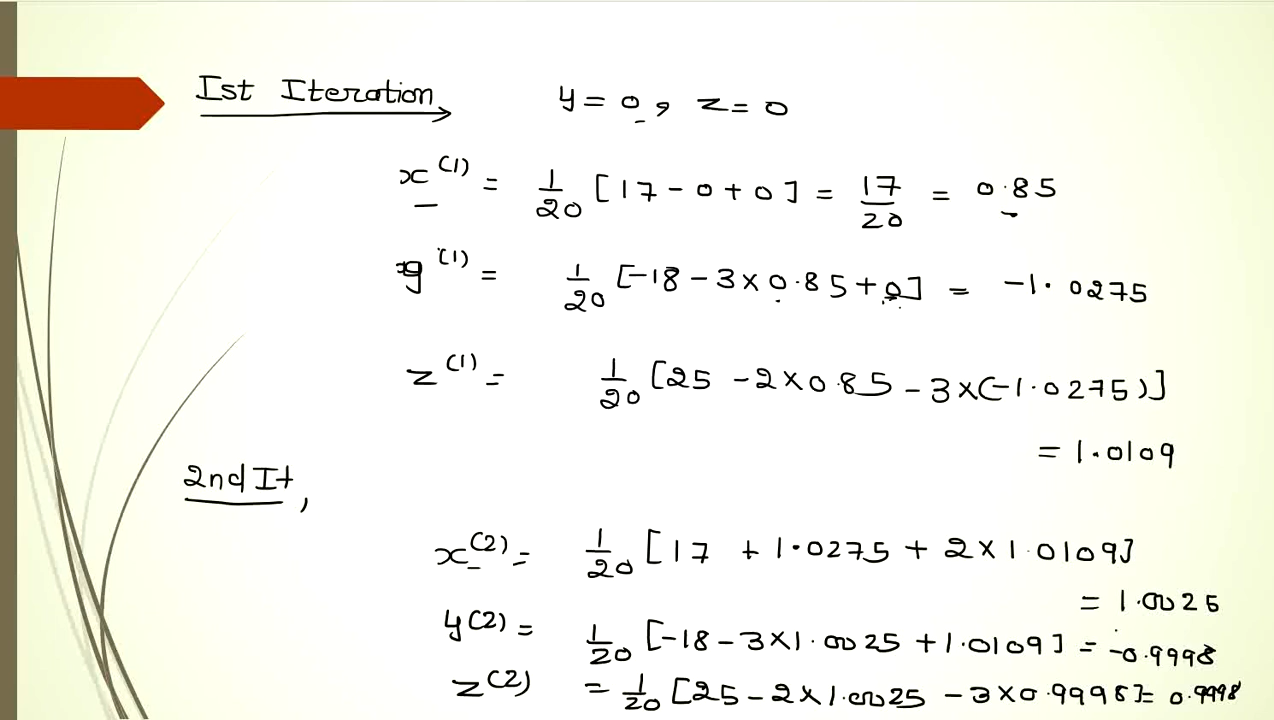 Ist Iteration y = 0, z = 0
x^(1) = 1/20 [17 - 0 + 0] = 17/20 = 0.85
y^(1) = 1/20 [-18 - 3 × 0.85 + 0] = -1.0275
z^(1) = 1/20 [25 - 2 × 0.85 - 3 × (-1.0275)]
= 1.0109
2nd It,
x^(2) = 1/20 [17 + 1.0275 + 2 × 1.0109]
= 1.0025
y(2) = 1/20 [-18 - 3 × 1.0025 + 1.0109] = -0.9998
z(2) = 1/20 [25 - 2 × 1.0025 - 3 × 0.9998] = 0.9998